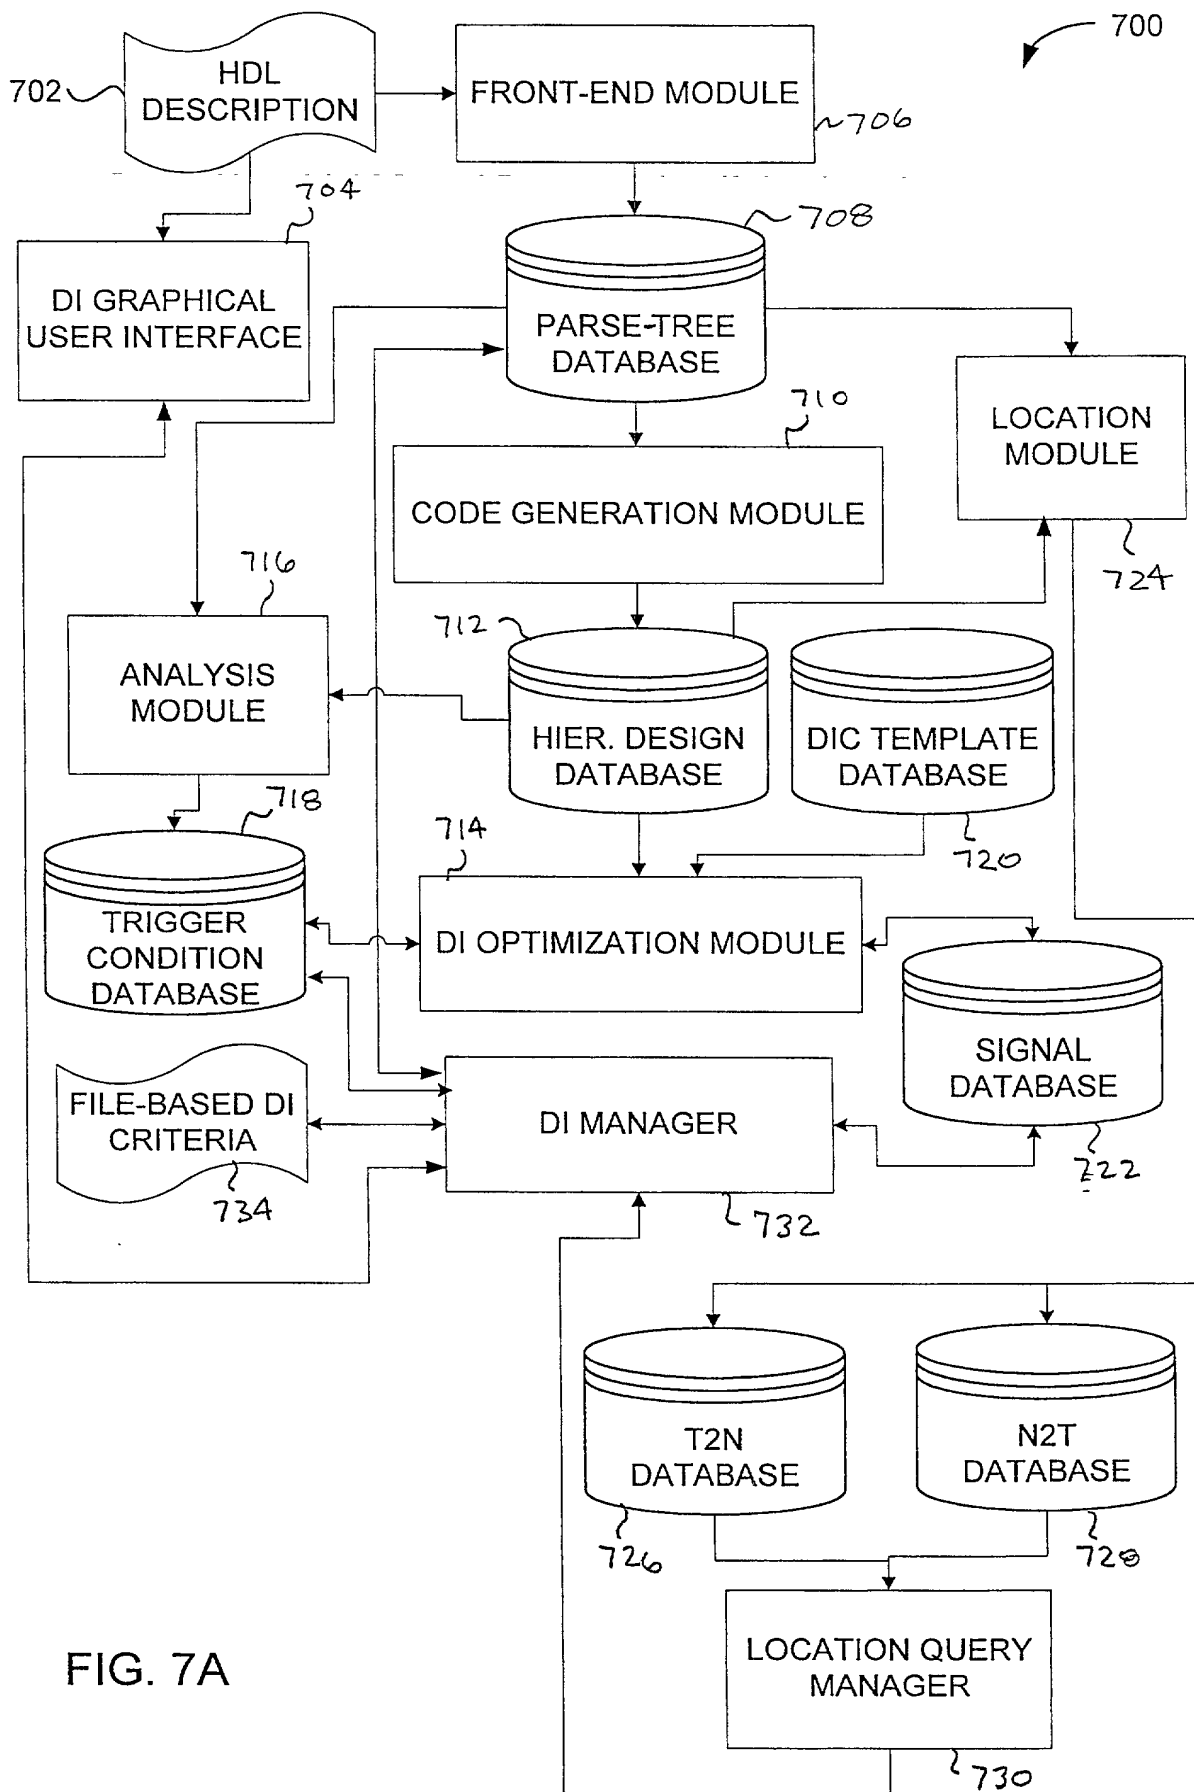 700
HDL
DESCRIPTION
702
FRONT-END MODULE
706
704
708
DI GRAPHICAL
USER INTERFACE
PARSE-TREE
DATABASE
LOCATION
MODULE
724
710
CODE GENERATION MODULE
716
ANALYSIS
MODULE
712
HIER. DESIGN
DATABASE
DIC TEMPLATE
DATABASE
720
718
TRIGGER
CONDITION
DATABASE
714
DI OPTIMIZATION MODULE
SIGNAL
DATABASE
722
FILE-BASED DI
CRITERIA
734
DI MANAGER
732
T2N
DATABASE
726
N2T
DATABASE
728
LOCATION QUERY
MANAGER
730
FIG. 7A